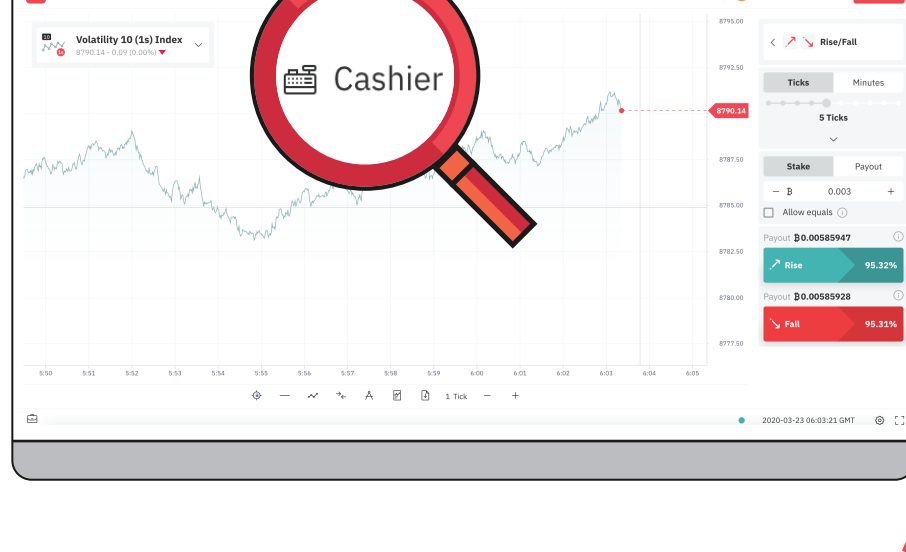 8795.00
10
1s
Volatility 10 (1s) Index
8790.14 - 0.09 (0.00%)
Rise/Fall
8792.50
Cashier
Ticks
Minutes
5 Ticks
8790.14
8787.50
Stake
Payout
− ₿ 0.003 +
8785.00
Allow equals
Payout ₿0.00585947
8782.50
Rise 95.32%
8780.00
Payout ₿0.00585928
Fall 95.31%
8777.50
5:50 5:51 5:52 5:53 5:54 5:55 5:56 5:57 5:58 5:59 6:00 6:01 6:02 6:03 6:04 6:05
1 Tick − +
2020-03-23 06:03:21 GMT